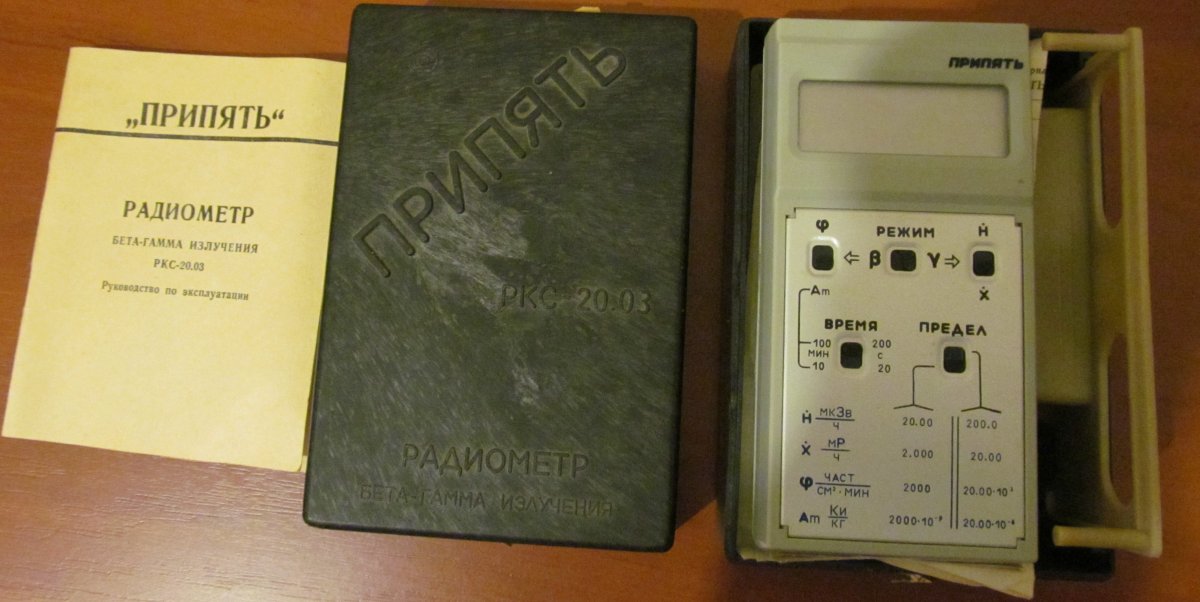 „ПРИПЯТЬ“
РАДИОМЕТР
БЕТА-ГАММА ИЗЛУЧЕНИЯ
РКС-20.03
Руководство по эксплуатации
ПРИПЯТЬ
РКС-20.03
РАДИОМЕТР
БЕТА-ГАММА ИЗЛУЧЕНИЯ
ПРИПЯТЬ
φ РЕЖИМ Ḣ
⇐ β γ ⇒
Am Ẋ
ВРЕМЯ ПРЕДЕЛ
100 200
МИН с
10 20
Ḣ мкЗв/ч 20.00 200.0
Ẋ мР/ч 2.000 20.00
φ ЧАСТ/СМ²·МИН 2000 20.00·10³
Am Ки/кг 2000·10⁻⁹ 20.00·10⁻⁶